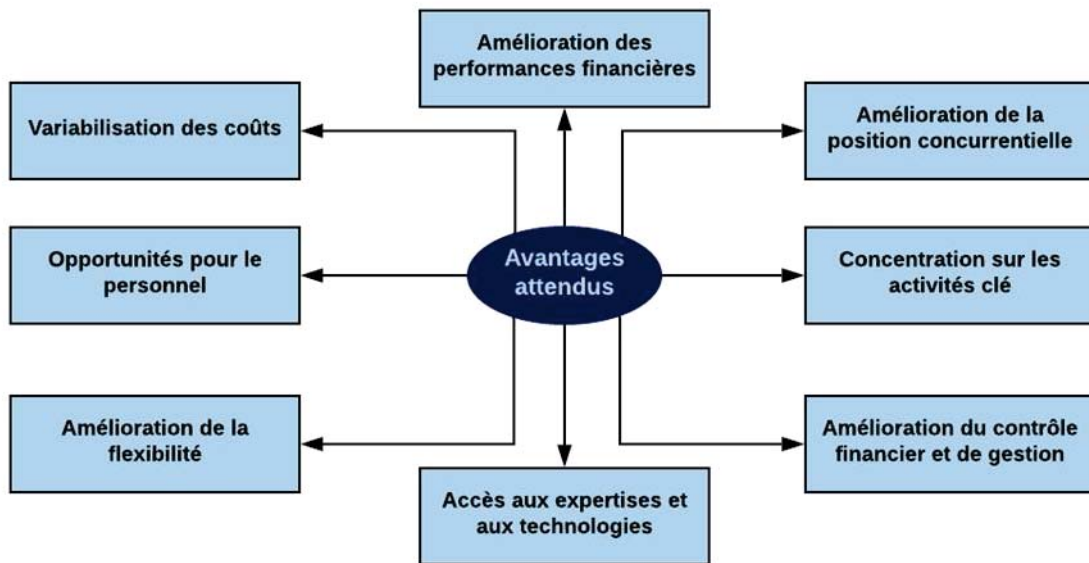 Amélioration des
performances financières
Variabilisation des coûts
Amélioration de la
position concurrentielle
Opportunités pour le
personnel
Avantages
attendus
Concentration sur les
activités clé
Amélioration de la
flexibilité
Amélioration du contrôle
financier et de gestion
Accès aux expertises et
aux technologies